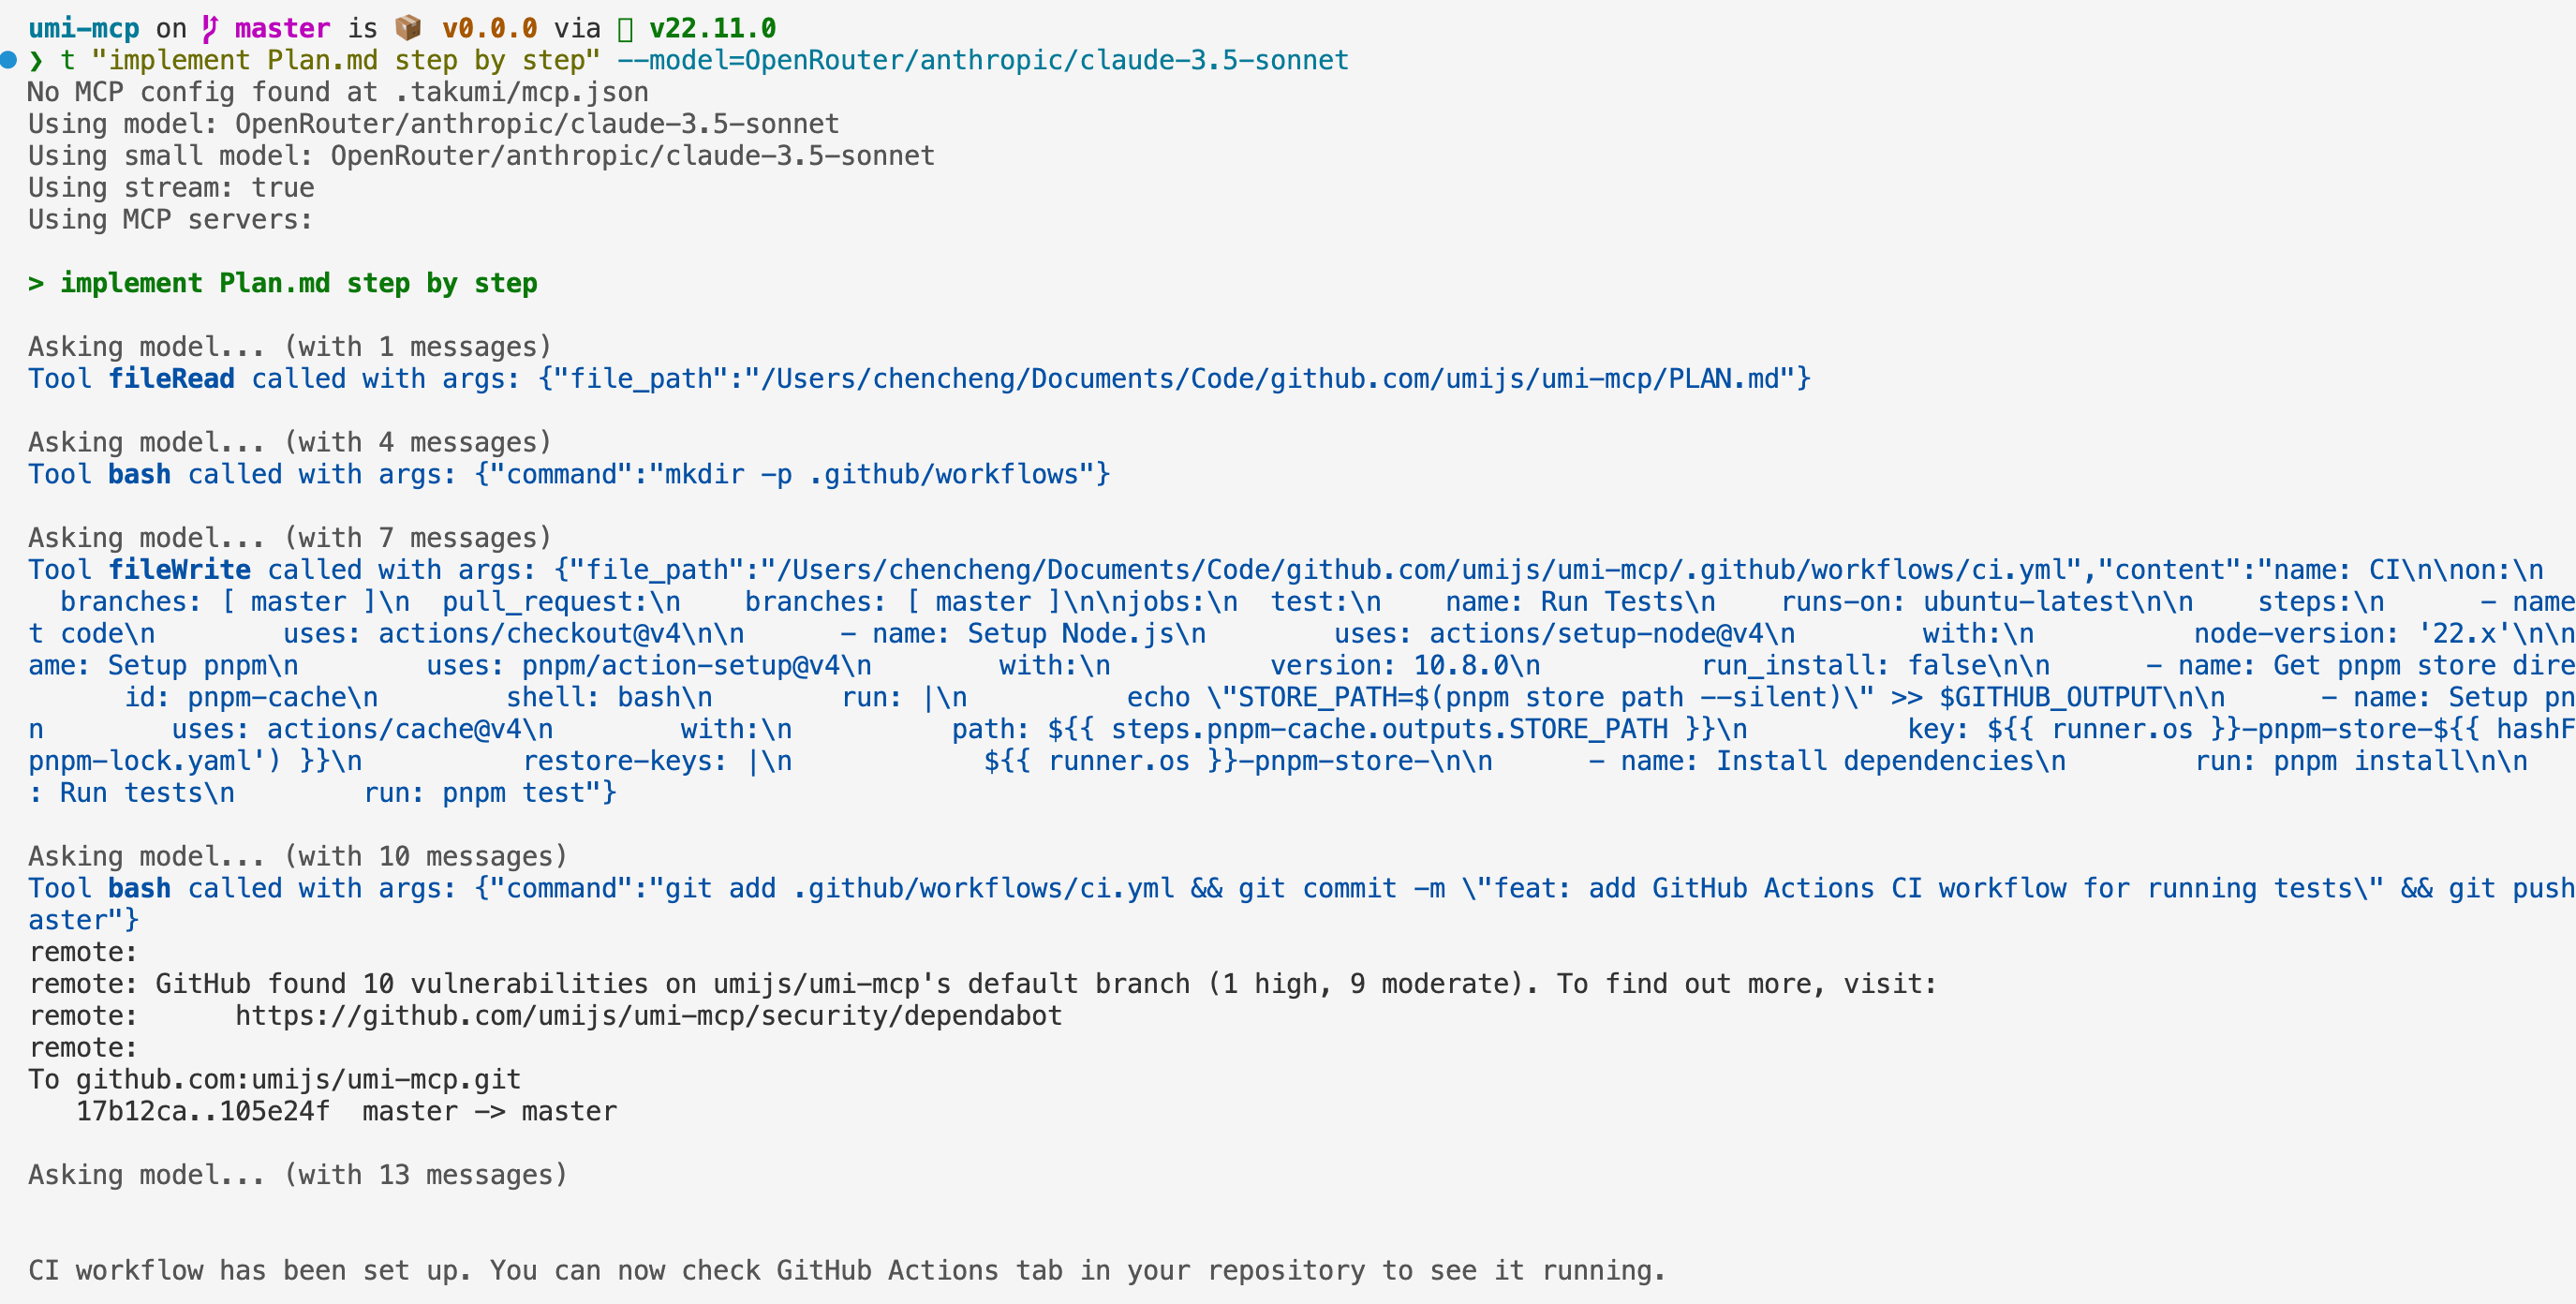 umi-mcp on master is 📦 v0.0.0 via v22.11.0
❯ t "implement Plan.md step by step" --model=OpenRouter/anthropic/claude-3.5-sonnet
No MCP config found at .takumi/mcp.json
Using model: OpenRouter/anthropic/claude-3.5-sonnet
Using small model: OpenRouter/anthropic/claude-3.5-sonnet
Using stream: true
Using MCP servers:
> implement Plan.md step by step
Asking model... (with 1 messages)
Tool fileRead called with args: {"file_path":"/Users/chencheng/Documents/Code/github.com/umijs/umi-mcp/PLAN.md"}
Asking model... (with 4 messages)
Tool bash called with args: {"command":"mkdir -p .github/workflows"}
Asking model... (with 7 messages)
Tool fileWrite called with args: {"file_path":"/Users/chencheng/Documents/Code/github.com/umijs/umi-mcp/.github/workflows/ci.yml","content":"name: CI\n\non:\n
branches: [ master ]\n  pull_request:\n    branches: [ master ]\n\njobs:\n  test:\n    name: Run Tests\n    runs-on: ubuntu-latest\n\n    steps:\n      - name
t code\n        uses: actions/checkout@v4\n\n      - name: Setup Node.js\n        uses: actions/setup-node@v4\n        with:\n          node-version: '22.x'\n\n
ame: Setup pnpm\n        uses: pnpm/action-setup@v4\n        with:\n          version: 10.8.0\n          run_install: false\n\n      - name: Get pnpm store dire
id: pnpm-cache\n        shell: bash\n        run: |\n          echo \"STORE_PATH=$(pnpm store path --silent)\" >> $GITHUB_OUTPUT\n\n      - name: Setup pn
n        uses: actions/cache@v4\n        with:\n          path: ${{ steps.pnpm-cache.outputs.STORE_PATH }}\n          key: ${{ runner.os }}-pnpm-store-${{ hashF
pnpm-lock.yaml') }}\n          restore-keys: |\n            ${{ runner.os }}-pnpm-store-\n\n      - name: Install dependencies\n        run: pnpm install\n\n
: Run tests\n        run: pnpm test"}
Asking model... (with 10 messages)
Tool bash called with args: {"command":"git add .github/workflows/ci.yml && git commit -m \"feat: add GitHub Actions CI workflow for running tests\" && git push
aster"}
remote:
remote: GitHub found 10 vulnerabilities on umijs/umi-mcp's default branch (1 high, 9 moderate). To find out more, visit:
remote:      https://github.com/umijs/umi-mcp/security/dependabot
remote:
To github.com:umijs/umi-mcp.git
   17b12ca..105e24f  master -> master
Asking model... (with 13 messages)
CI workflow has been set up. You can now check GitHub Actions tab in your repository to see it running.